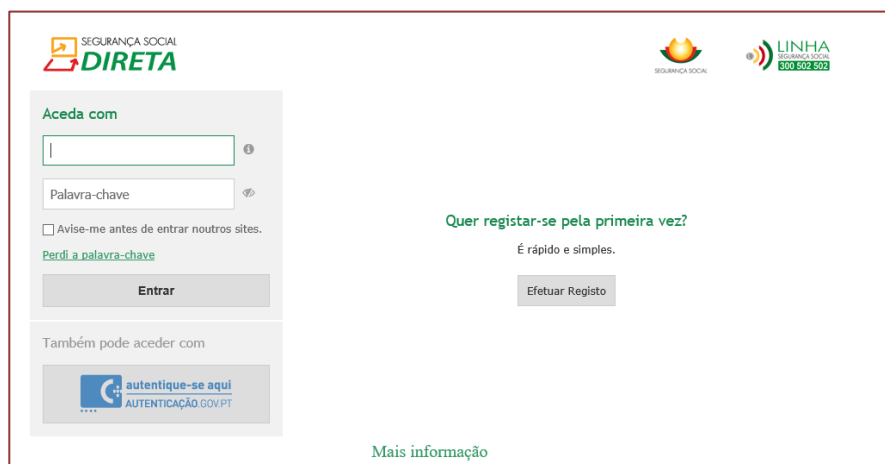 SEGURANÇA SOCIAL
DIRETA
SEGURANÇA SOCIAL
LINHA
SEGURANÇA SOCIAL
300 502 502
Aceda com
Palavra-chave
Avise-me antes de entrar noutros sites.
Perdi a palavra-chave
Entrar
Quer registar-se pela primeira vez?
É rápido e simples.
Efetuar Registo
Também pode aceder com
autentique-se aqui
AUTENTICAÇÃO.GOV.PT
Mais informação